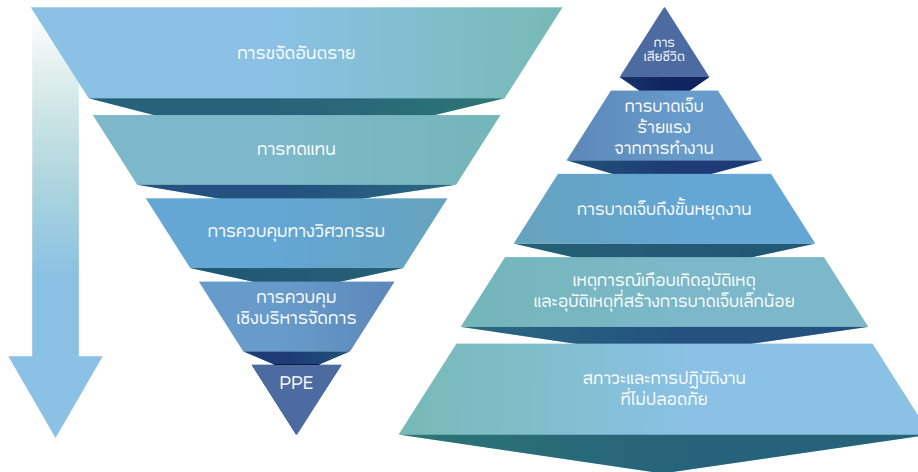 การขจัดอันตราย
การทดแทน
การควบคุมทางวิศวกรรม
การควบคุม
เชิงบริหารจัดการ
PPE
การ
เสียชีวิต
การบาดเจ็บ
ร้ายแรง
จากการทำงาน
การบาดเจ็บถึงขั้นหยุดงาน
เหตุการณ์เกือบเกิดอุบัติเหตุ
และอุบัติเหตุที่สร้างการบาดเจ็บเล็กน้อย
สภาวะและการปฏิบัติงาน
ที่ไม่ปลอดภัย